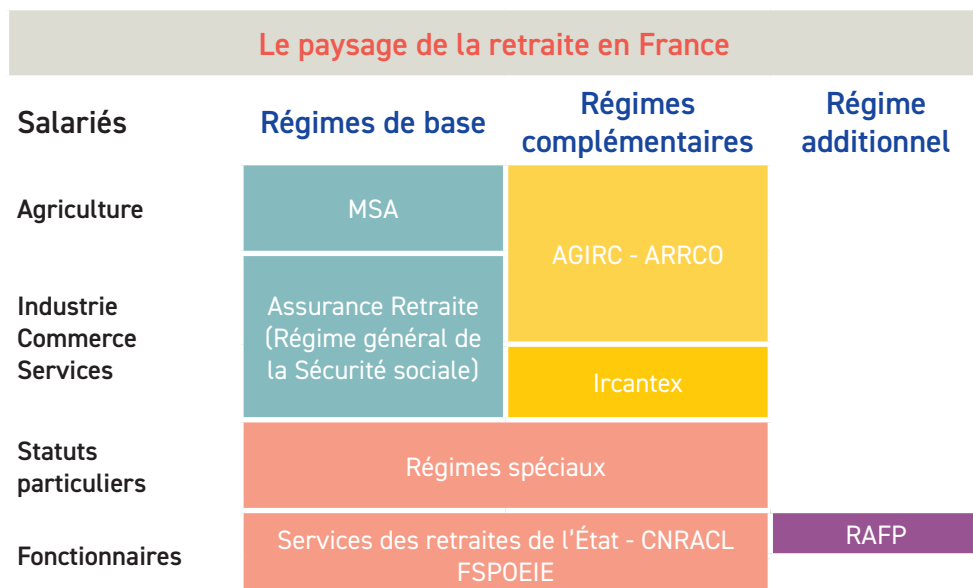 Le paysage de la retraite en France
Salariés
Régimes de base
Régimes
complémentaires
Régime
additionnel
Agriculture
MSA
AGIRC - ARRCO
Industrie
Commerce
Services
Assurance Retraite
(Régime général de
la Sécurité sociale)
Ircantex
Statuts
particuliers
Régimes spéciaux
Fonctionnaires
Services des retraites de l’État - CNRACL
FSPOEIE
RAFP